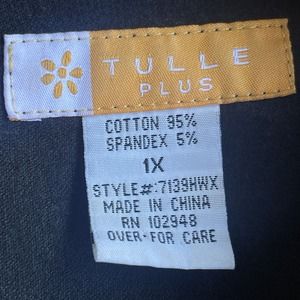 TULLE
PLUS
COTTON 95%
SPANDEX 5%
1X
STYLE#:7139HWX
MADE IN CHINA
RN 102948
OVER-FOR CARE